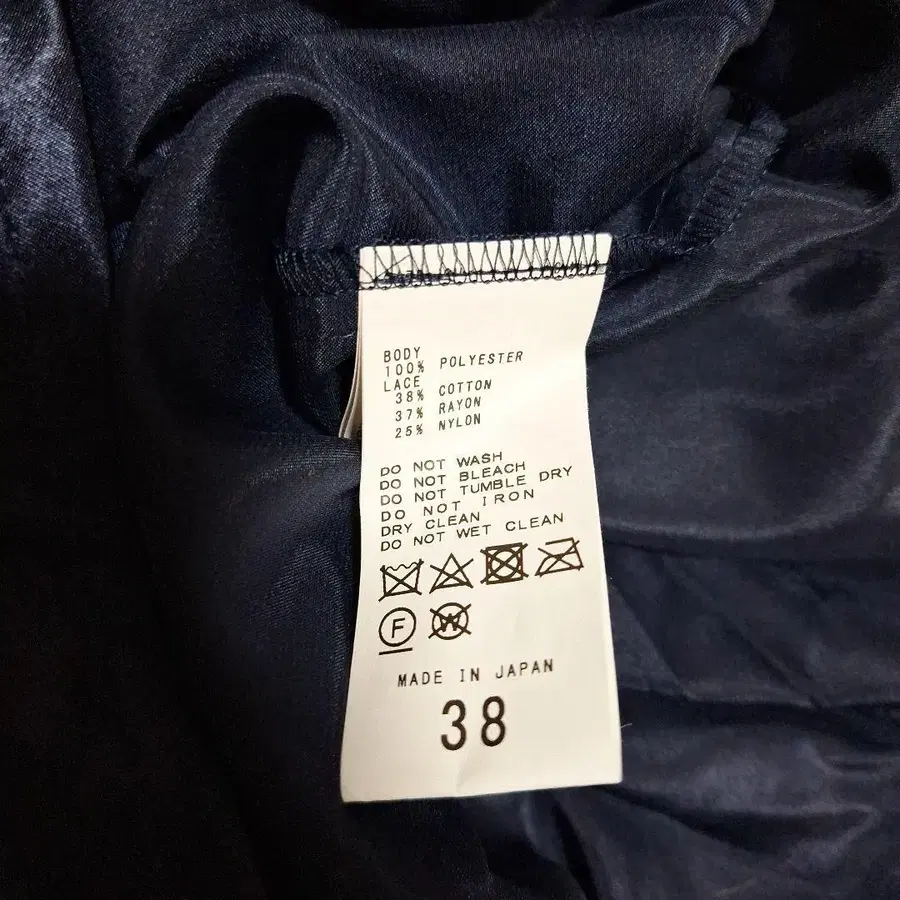 BODY
100% POLYESTER
LACE
38% COTTON
37% RAYON
25% NYLON
DO NOT WASH
DO NOT BLEACH
DO NOT TUMBLE DRY
DO NOT IRON
DRY CLEAN
DO NOT WET CLEAN
F W
MADE IN JAPAN
38